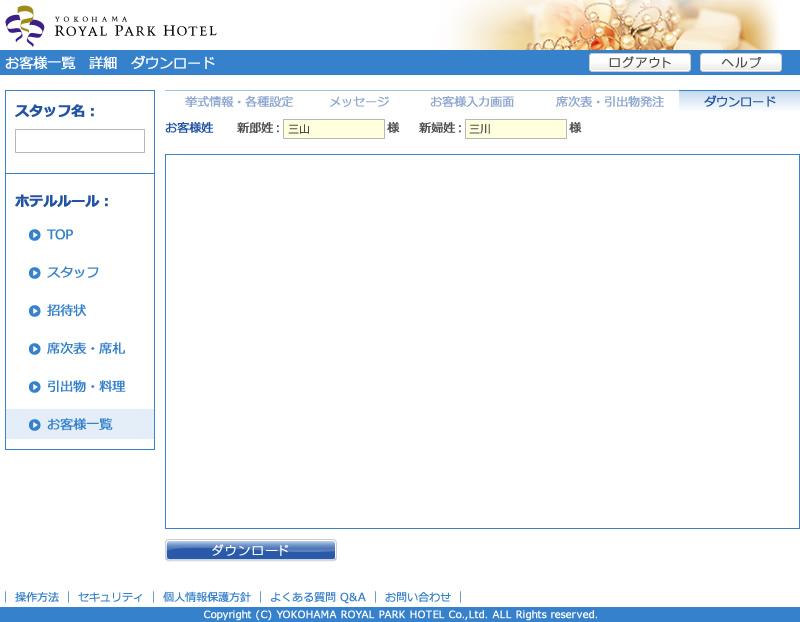 YOKOHAMA
ROYAL PARK HOTEL
お客様一覧 詳細 ダウンロード
ログアウト
ヘルプ
スタッフ名：
ホテルルール：
TOP
スタッフ
招待状
席次表・席札
引出物・料理
お客様一覧
挙式情報・各種設定 メッセージ お客様入力画面 席次表・引出物発注 ダウンロード
お客様姓 新郎姓： 三山 様 新婦姓： 三川 様
ダウンロード
｜ 操作方法 ｜ セキュリティ ｜ 個人情報保護方針 ｜ よくある質問 Q&A ｜ お問い合わせ ｜
Copyright (C) YOKOHAMA ROYAL PARK HOTEL Co.,Ltd. ALL Rights reserved.